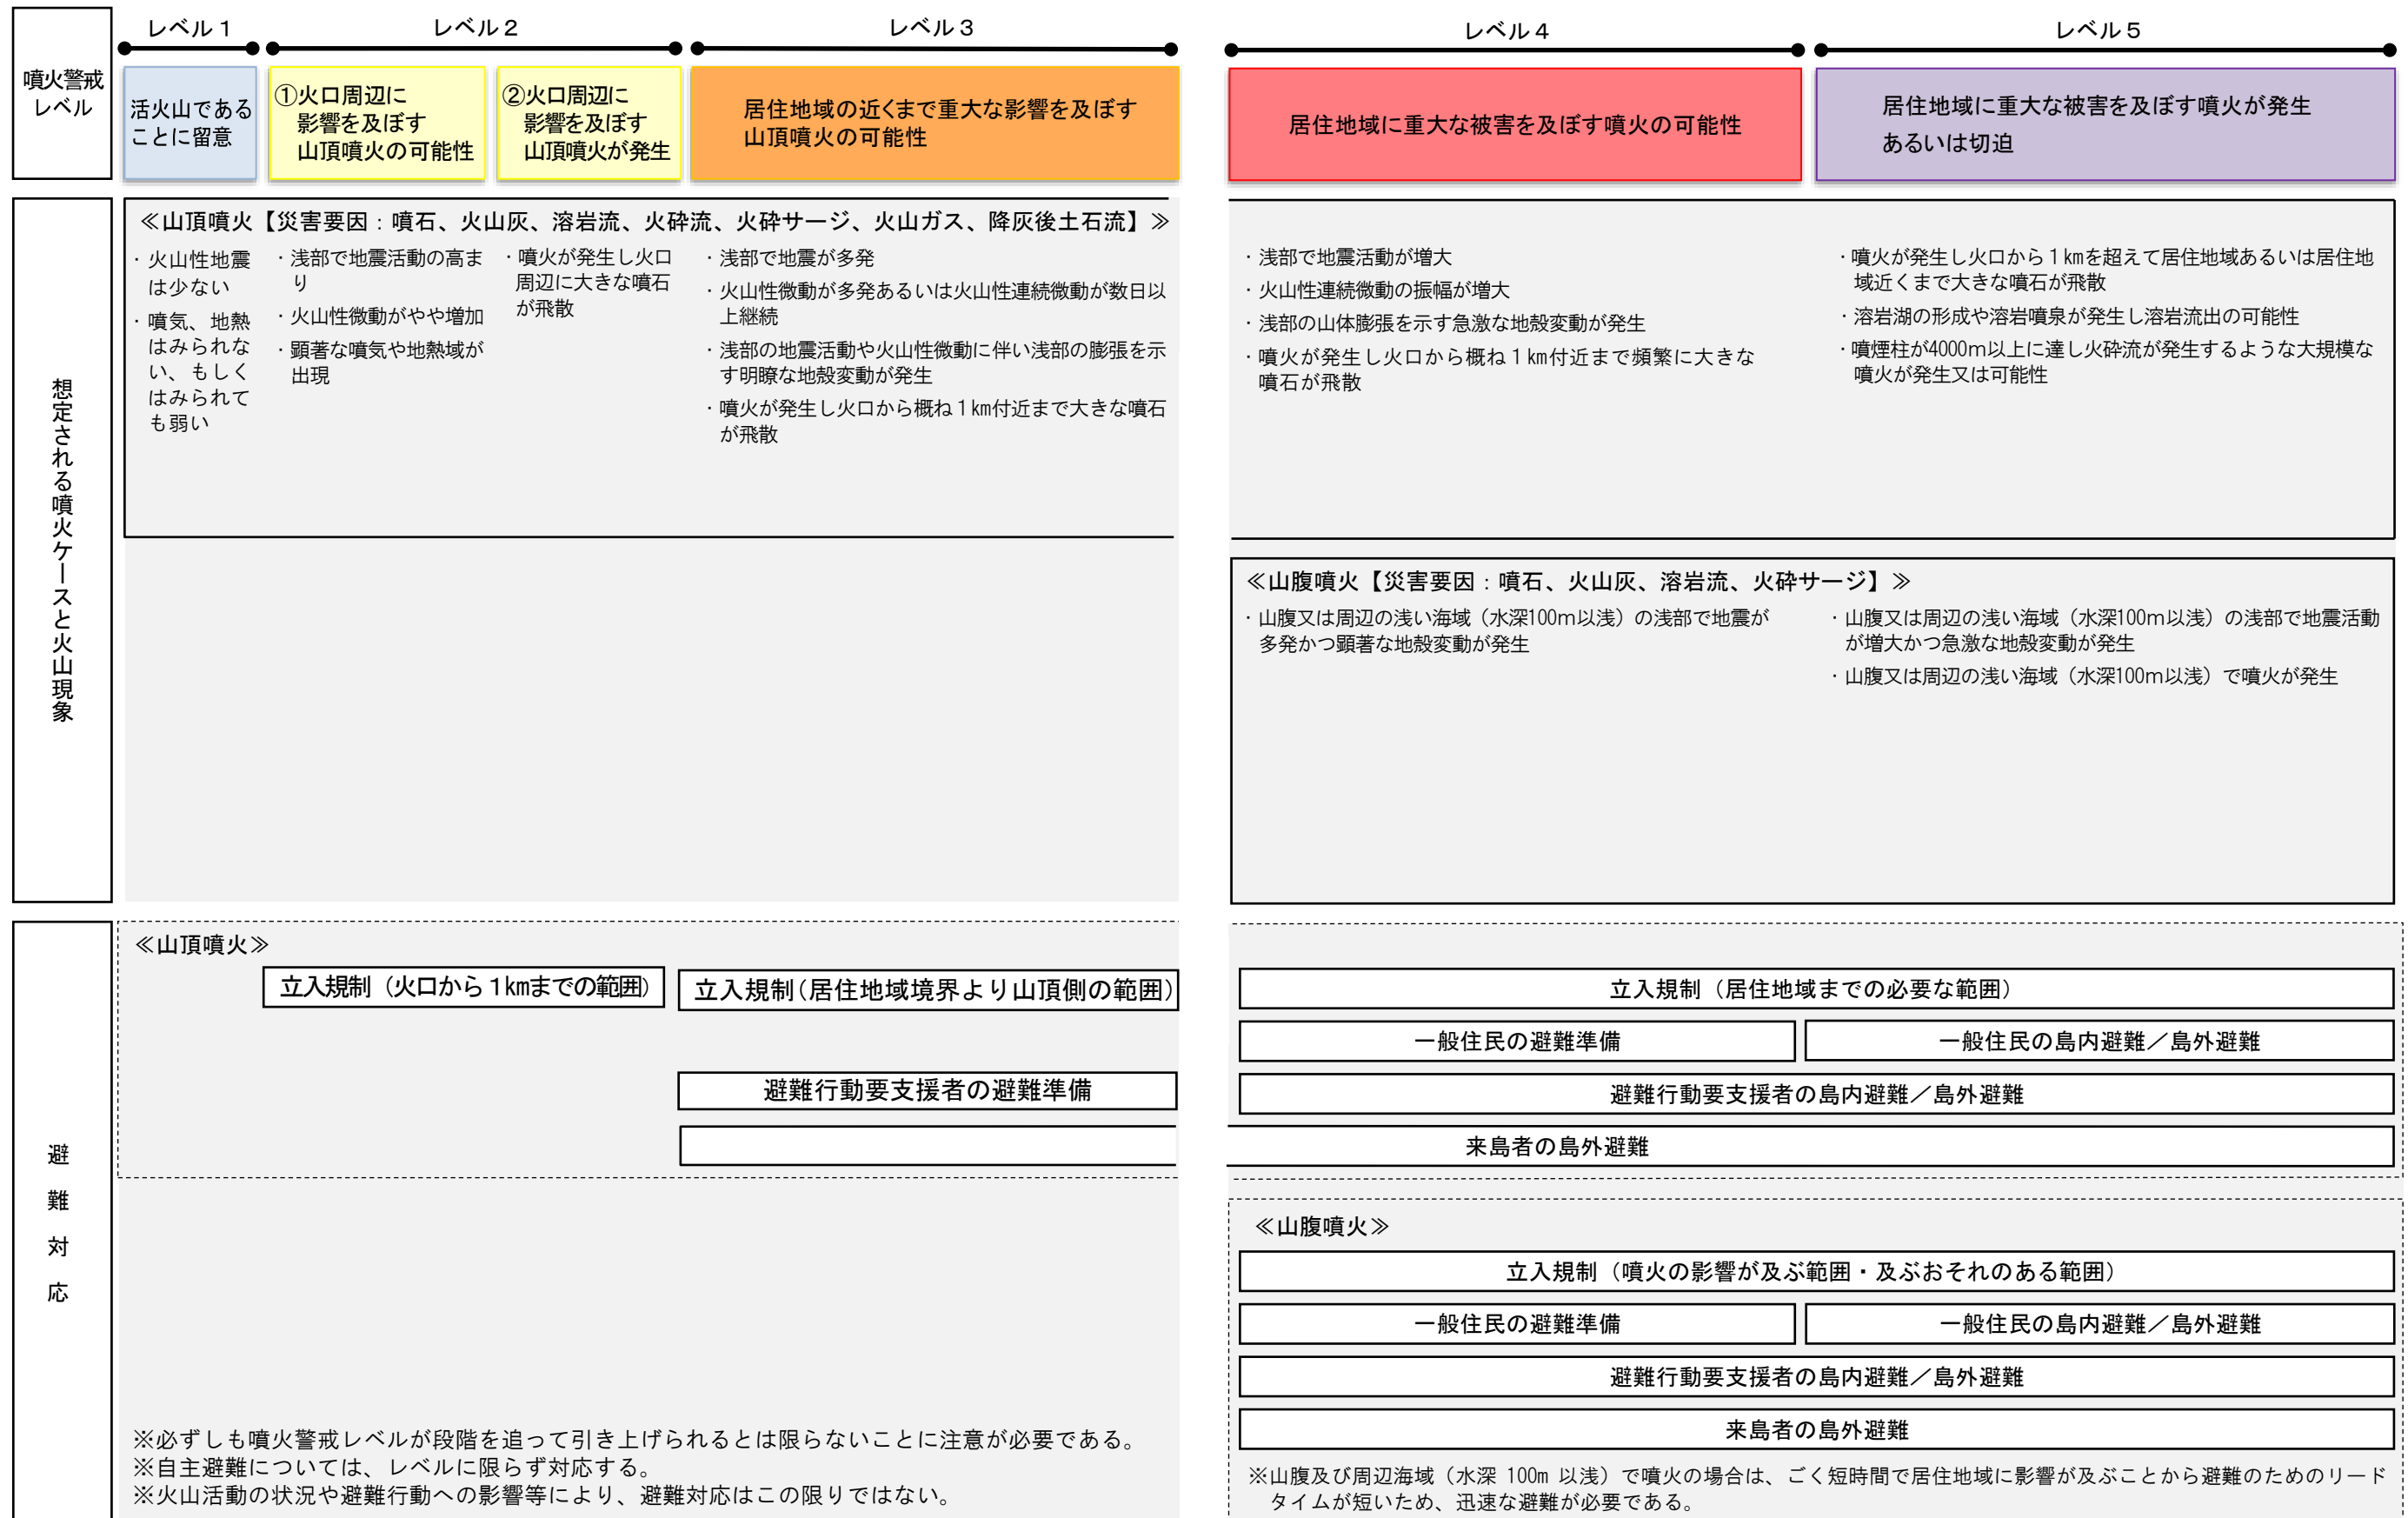 噴火警戒
レベル
レベル１
レベル２
レベル３
レベル４
レベル５
活火山である
ことに留意
①火口周辺に
影響を及ぼす
山頂噴火の可能性
②火口周辺に
影響を及ぼす
山頂噴火が発生
居住地域の近くまで重大な影響を及ぼす
山頂噴火の可能性
居住地域に重大な被害を及ぼす噴火の可能性
居住地域に重大な被害を及ぼす噴火が発生
あるいは切迫
想定される噴火ケースと火山現象
≪山頂噴火【災害要因：噴石、火山灰、溶岩流、火砕流、火砕サージ、火山ガス、降灰後土石流】≫
・火山性地震
は少ない
・噴気、地熱
はみられな
い、もしく
はみられて
も弱い
・浅部で地震活動の高ま
り
・火山性微動がやや増加
・顕著な噴気や地熱域が
出現
・噴火が発生し火口
周辺に大きな噴石
が飛散
・浅部で地震が多発
・火山性微動が多発あるいは火山性連続微動が数日以
上継続
・浅部の地震活動や火山性微動に伴い浅部の膨張を示
す明瞭な地殻変動が発生
・噴火が発生し火口から概ね１km付近まで大きな噴石
が飛散
・浅部で地震活動が増大
・火山性連続微動の振幅が増大
・浅部の山体膨張を示す急激な地殻変動が発生
・噴火が発生し火口から概ね１km付近まで頻繁に大きな
噴石が飛散
・噴火が発生し火口から１kmを超えて居住地域あるいは居住地
域近くまで大きな噴石が飛散
・溶岩湖の形成や溶岩噴泉が発生し溶岩流出の可能性
・噴煙柱が4000ｍ以上に達し火砕流が発生するような大規模な
噴火が発生又は可能性
≪山腹噴火【災害要因：噴石、火山灰、溶岩流、火砕サージ】≫
・山腹又は周辺の浅い海域（水深100ｍ以浅）の浅部で地震が
多発かつ顕著な地殻変動が発生
・山腹又は周辺の浅い海域（水深100ｍ以浅）の浅部で地震活動
が増大かつ急激な地殻変動が発生
・山腹又は周辺の浅い海域（水深100ｍ以浅）で噴火が発生
避難対応
≪山頂噴火≫
立入規制（火口から１kmまでの範囲）
立入規制（居住地域境界より山頂側の範囲）
避難行動要支援者の避難準備
立入規制（居住地域までの必要な範囲）
一般住民の避難準備
一般住民の島内避難／島外避難
避難行動要支援者の島内避難／島外避難
来島者の島外避難
≪山腹噴火≫
立入規制（噴火の影響が及ぶ範囲・及ぶおそれのある範囲）
一般住民の避難準備
一般住民の島内避難／島外避難
避難行動要支援者の島内避難／島外避難
来島者の島外避難
※必ずしも噴火警戒レベルが段階を追って引き上げられるとは限らないことに注意が必要である。
※自主避難については、レベルに限らず対応する。
※火山活動の状況や避難行動への影響等により、避難対応はこの限りではない。
※山腹及び周辺海域（水深 100m 以浅）で噴火の場合は、ごく短時間で居住地域に影響が及ぶことから避難のためのリード
タイムが短いため、迅速な避難が必要である。